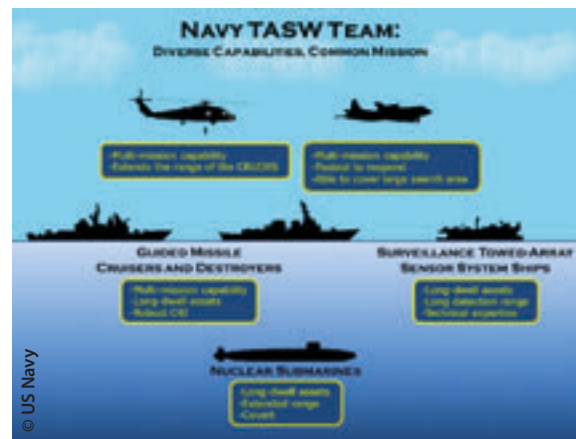 NAVY TASW TEAM:
DIVERSE CAPABILITIES, COMMON MISSION
-Multi-mission capability
-Extends the range of the CRUDES
-Multi-mission capability
-Fastest to respond
-Able to cover large search area
GUIDED MISSILE
CRUISERS AND DESTROYERS
-Multi-mission capability
-Long dwell assets
-Robust
SURVEILLANCE TOWED-ARRAY
SENSOR SYSTEM SHIPS
-Long-dwell assets
-Long detection range
-Technical expertise
NUCLEAR SUBMARINES
-Long dwell assets
-Extended range
-Covert
© US Navy